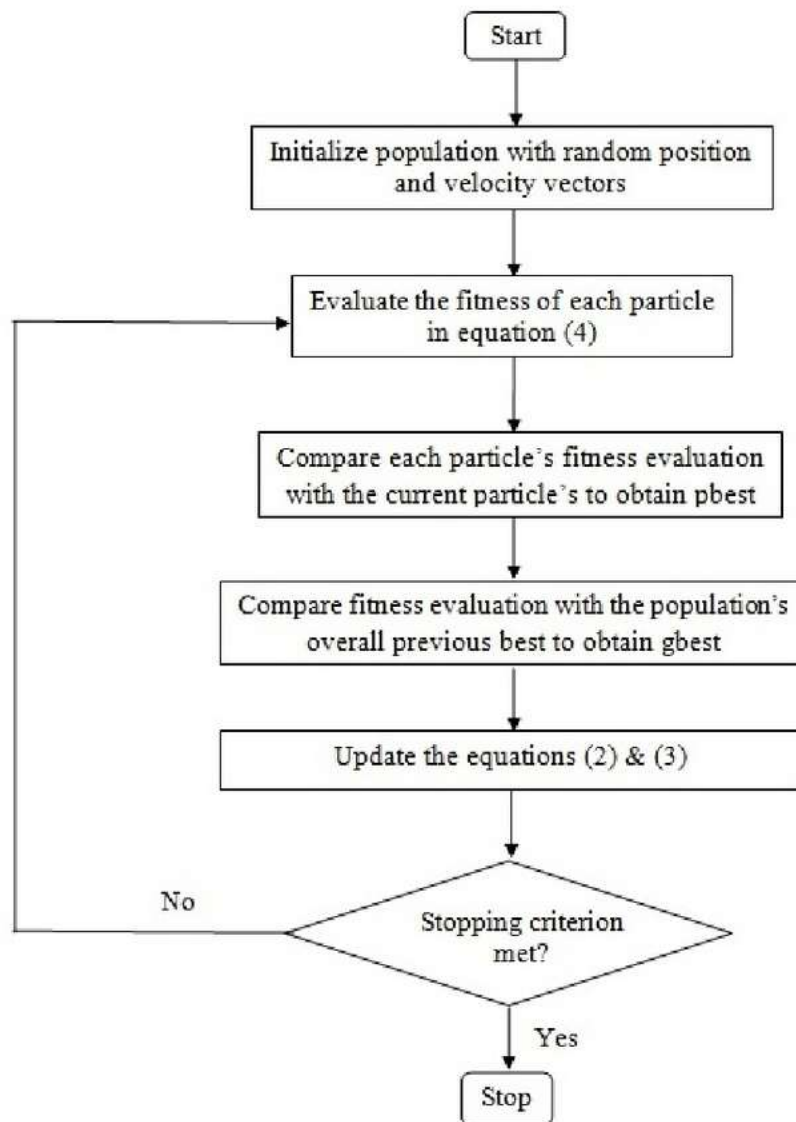 Start
Initialize population with random position
and velocity vectors
Evaluate the fitness of each particle
in equation (4)
Compare each particle's fitness evaluation
with the current particle's to obtain pbest
Compare fitness evaluation with the population's
overall previous best to obtain gbest
Update the equations (2) & (3)
Stopping criterion
met?
No
Yes
Stop